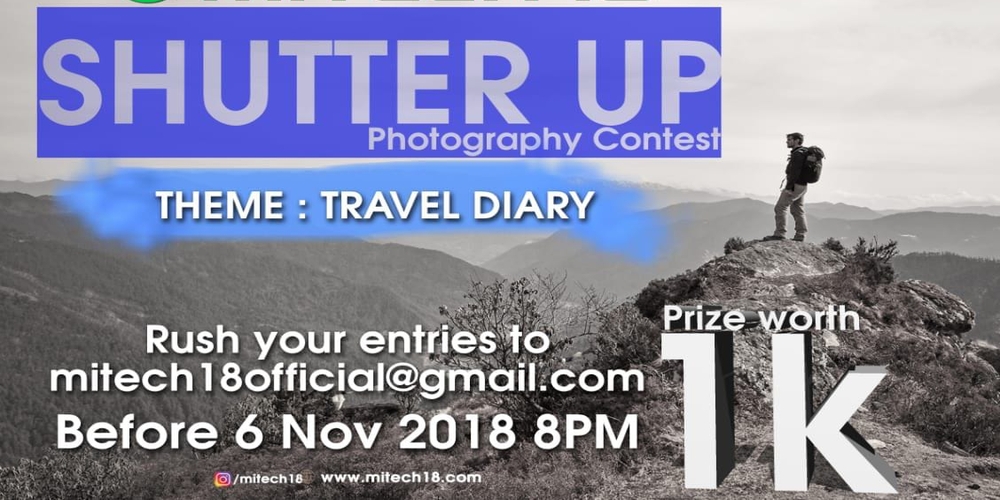 SHUTTER UP
Photography Contest
THEME : TRAVEL DIARY
Rush your entries to
mitech18official@gmail.com
Before 6 Nov 2018 8PM
Prize worth
1k
/mitech18 www.mitech18.com